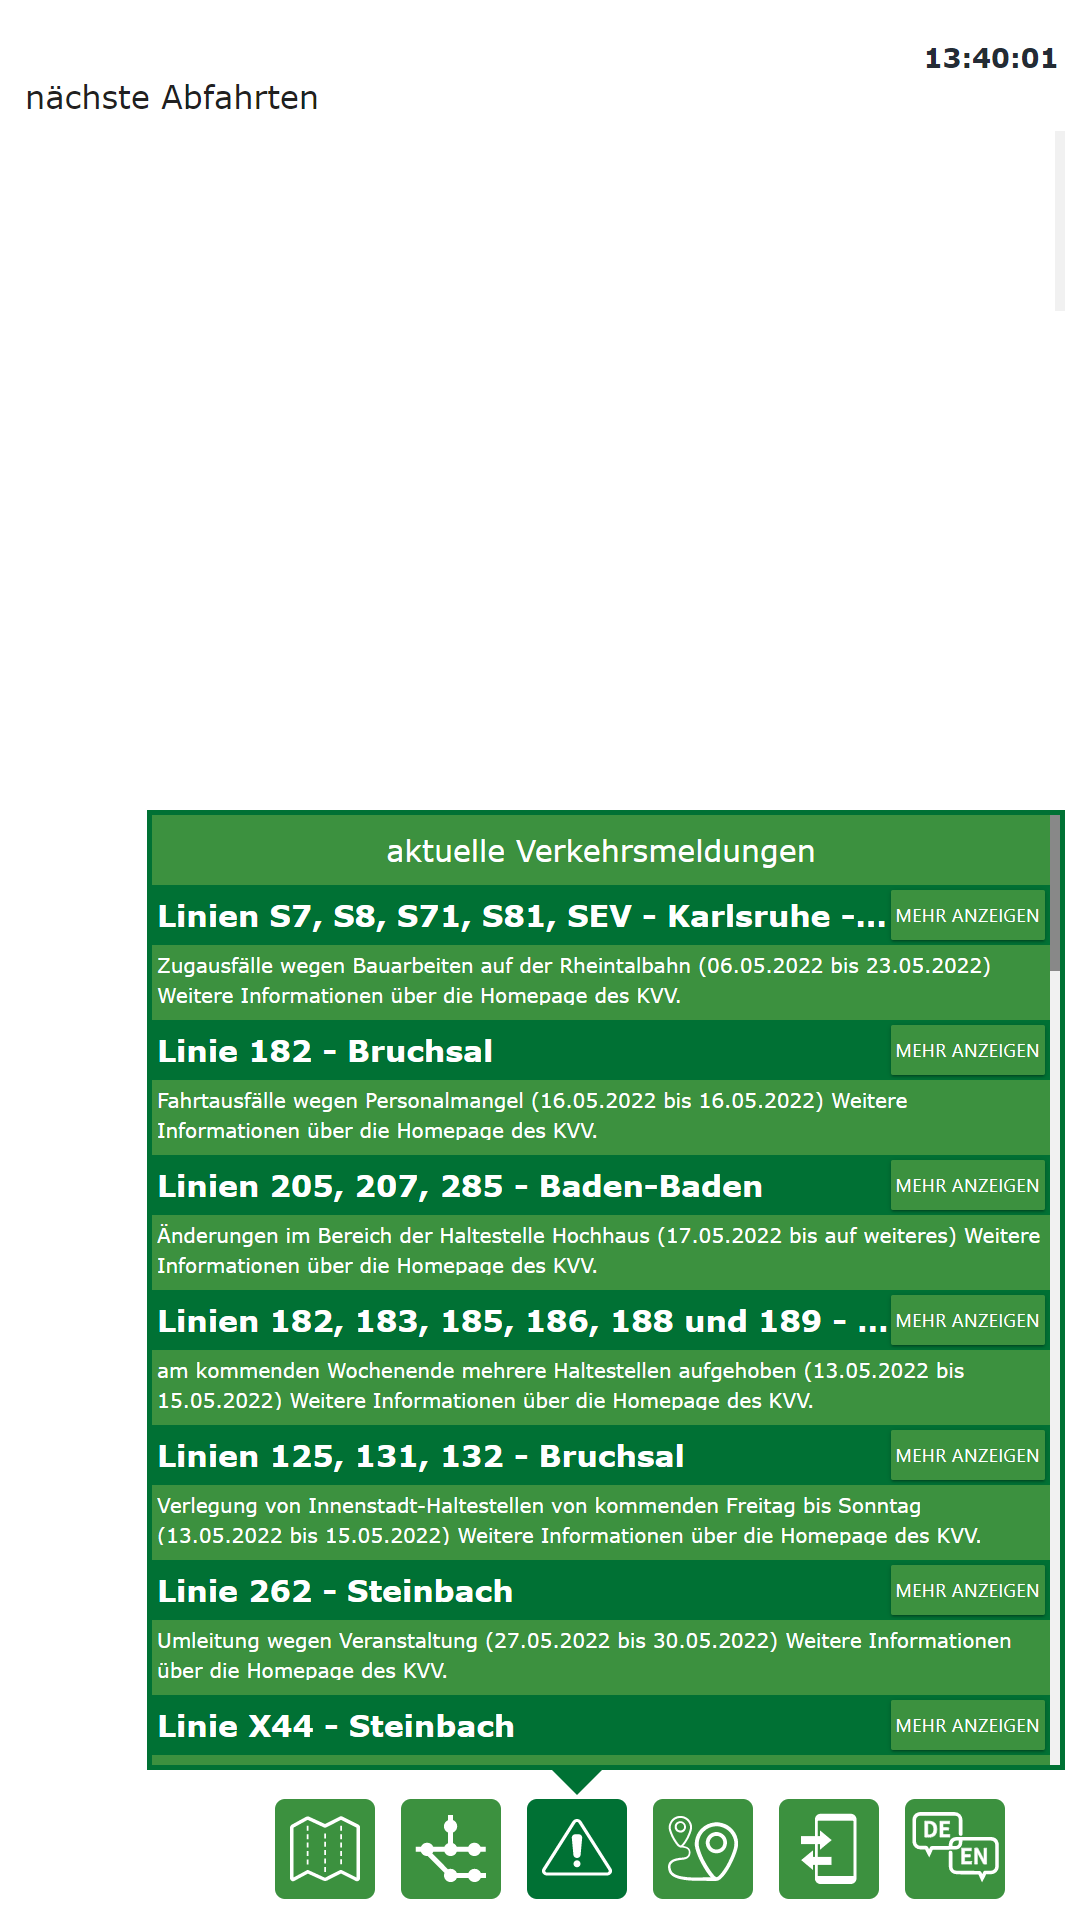 13:40:01
nächste Abfahrten
aktuelle Verkehrsmeldungen
Linien S7, S8, S71, S81, SEV - Karlsruhe -...
MEHR ANZEIGEN
Zugausfälle wegen Bauarbeiten auf der Rheintalbahn (06.05.2022 bis 23.05.2022)
Weitere Informationen über die Homepage des KVV.
Linie 182 - Bruchsal
MEHR ANZEIGEN
Fahrtausfälle wegen Personalmangel (16.05.2022 bis 16.05.2022) Weitere
Informationen über die Homepage des KVV.
Linien 205, 207, 285 - Baden-Baden
MEHR ANZEIGEN
Änderungen im Bereich der Haltestelle Hochhaus (17.05.2022 bis auf weiteres) Weitere
Informationen über die Homepage des KVV.
Linien 182, 183, 185, 186, 188 und 189 - ...
MEHR ANZEIGEN
am kommenden Wochenende mehrere Haltestellen aufgehoben (13.05.2022 bis
15.05.2022) Weitere Informationen über die Homepage des KVV.
Linien 125, 131, 132 - Bruchsal
MEHR ANZEIGEN
Verlegung von Innenstadt-Haltestellen von kommenden Freitag bis Sonntag
(13.05.2022 bis 15.05.2022) Weitere Informationen über die Homepage des KVV.
Linie 262 - Steinbach
MEHR ANZEIGEN
Umleitung wegen Veranstaltung (27.05.2022 bis 30.05.2022) Weitere Informationen
über die Homepage des KVV.
Linie X44 - Steinbach
MEHR ANZEIGEN
DE
EN